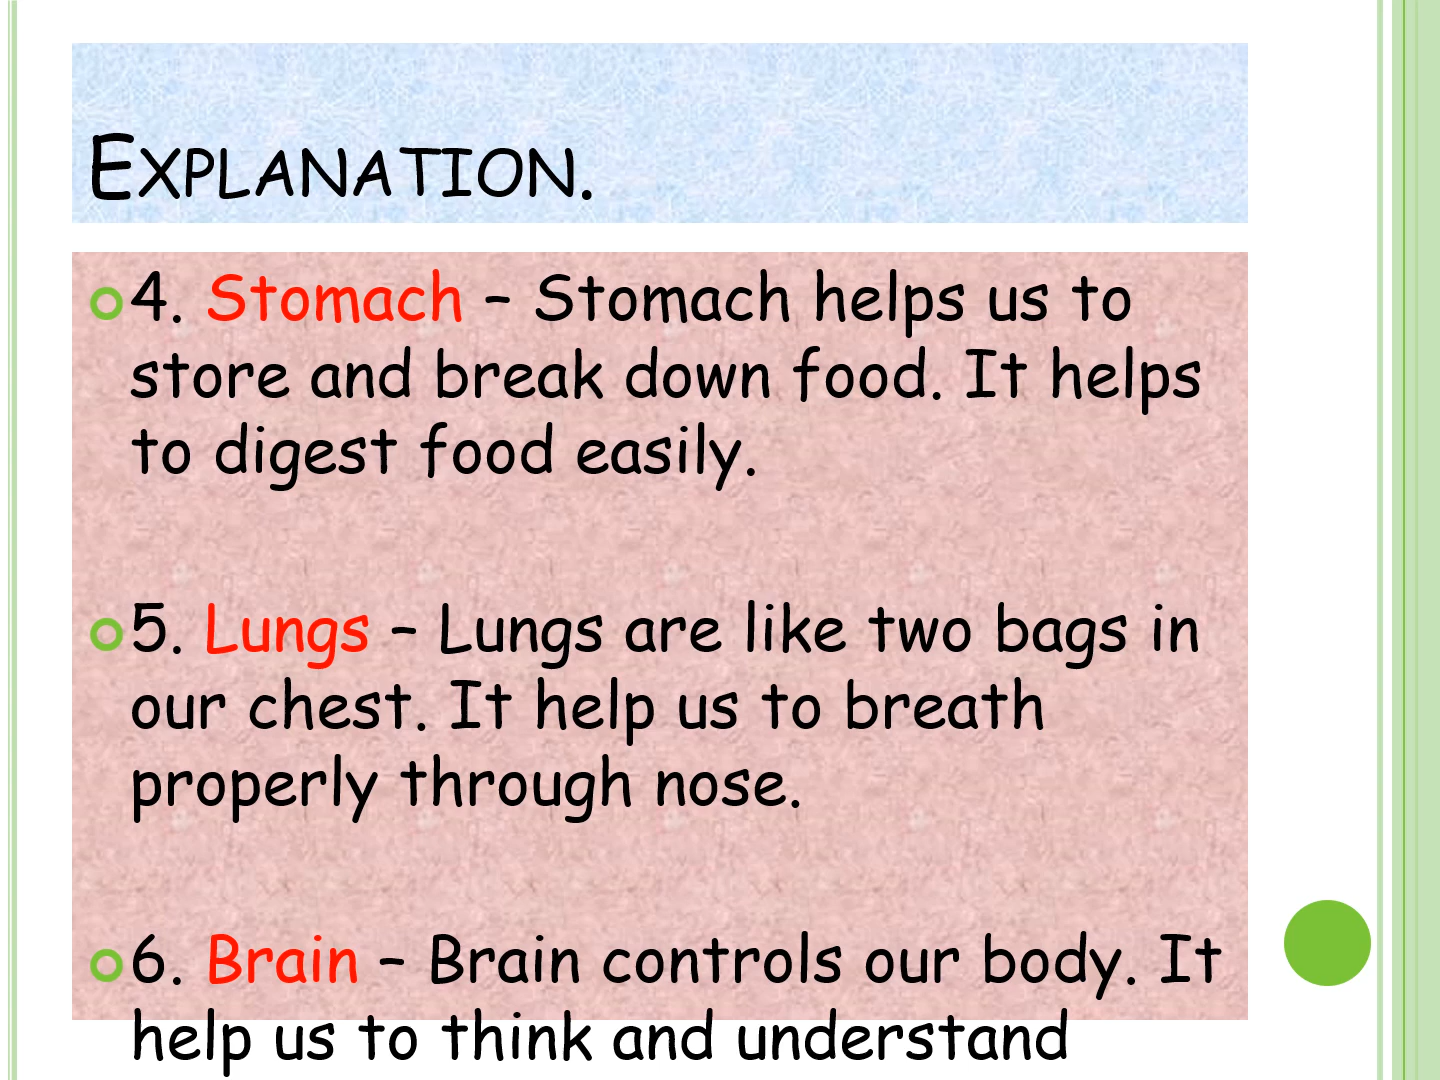 EXPLANATION.
4. Stomach – Stomach helps us to
store and break down food. It helps
to digest food easily.
5. Lungs – Lungs are like two bags in
our chest. It help us to breath
properly through nose.
6. Brain – Brain controls our body. It
help us to think and understand